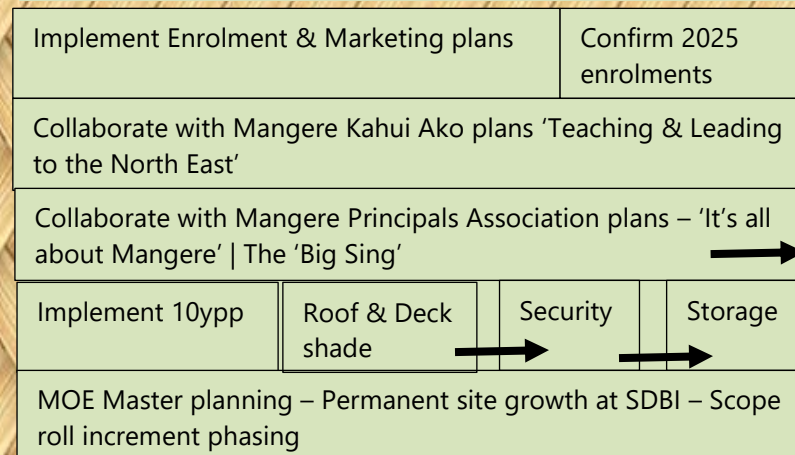 Implement Enrolment & Marketing plans
Confirm 2025
enrolments
Collaborate with Mangere Kahui Ako plans ‘Teaching & Leading
to the North East’
Collaborate with Mangere Principals Association plans – ‘It’s all
about Mangere’ | The ‘Big Sing’
Implement 10ypp
Roof & Deck
shade
Security
Storage
MOE Master planning – Permanent site growth at SDBI – Scope
roll increment phasing